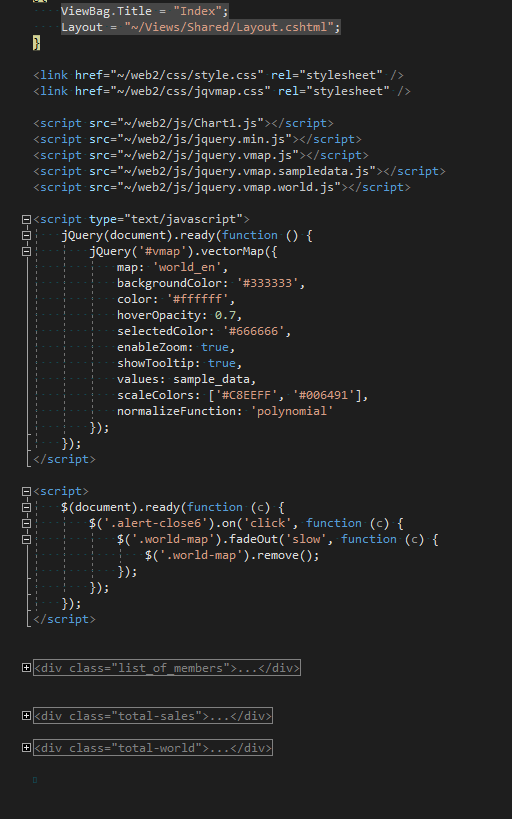 ViewBag.Title = "Index";
Layout = "~/Views/Shared/Layout.cshtml";
}
<link href="~/web2/css/style.css" rel="stylesheet" />
<link href="~/web2/css/jqvmap.css" rel="stylesheet" />
<script src="~/web2/js/Chart1.js"></script>
<script src="~/web2/js/jquery.min.js"></script>
<script src="~/web2/js/jquery.vmap.js"></script>
<script src="~/web2/js/jquery.vmap.sampledata.js"></script>
<script src="~/web2/js/jquery.vmap.world.js"></script>
<script type="text/javascript">
jQuery(document).ready(function () {
jQuery('#vmap').vectorMap({
map: 'world_en',
backgroundColor: '#333333',
color: '#ffffff',
hoverOpacity: 0.7,
selectedColor: '#666666',
enableZoom: true,
showTooltip: true,
values: sample_data,
scaleColors: ['#C8EEFF', '#006491'],
normalizeFunction: 'polynomial'
});
});
</script>
<script>
$(document).ready(function (c) {
$('.alert-close6').on('click', function (c) {
$('.world-map').fadeOut('slow', function (c) {
$('.world-map').remove();
});
});
});
</script>
<div class="list_of_members">...</div>
<div class="total-sales">...</div>
<div class="total-world">...</div>